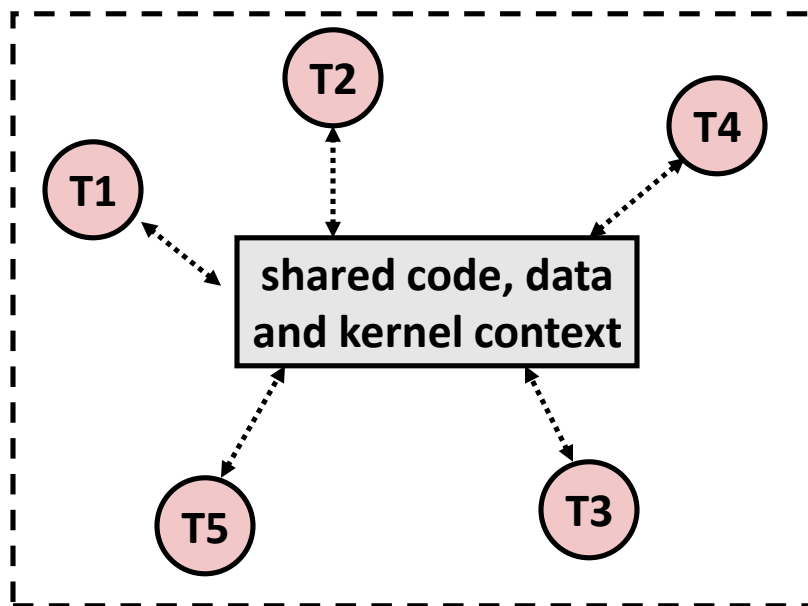 T2
T4
T1
shared code, data
and kernel context
T5
T3